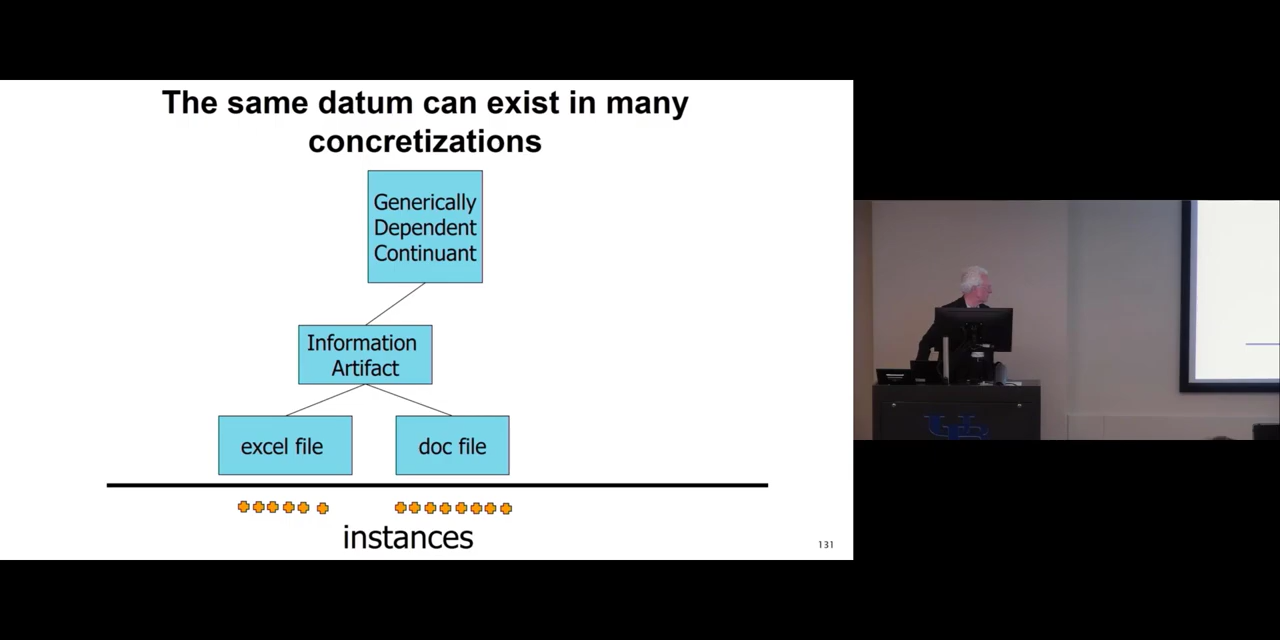 The same datum can exist in many
concretizations
Generically
Dependent
Continuant
Information
Artifact
excel file
doc file
instances
131